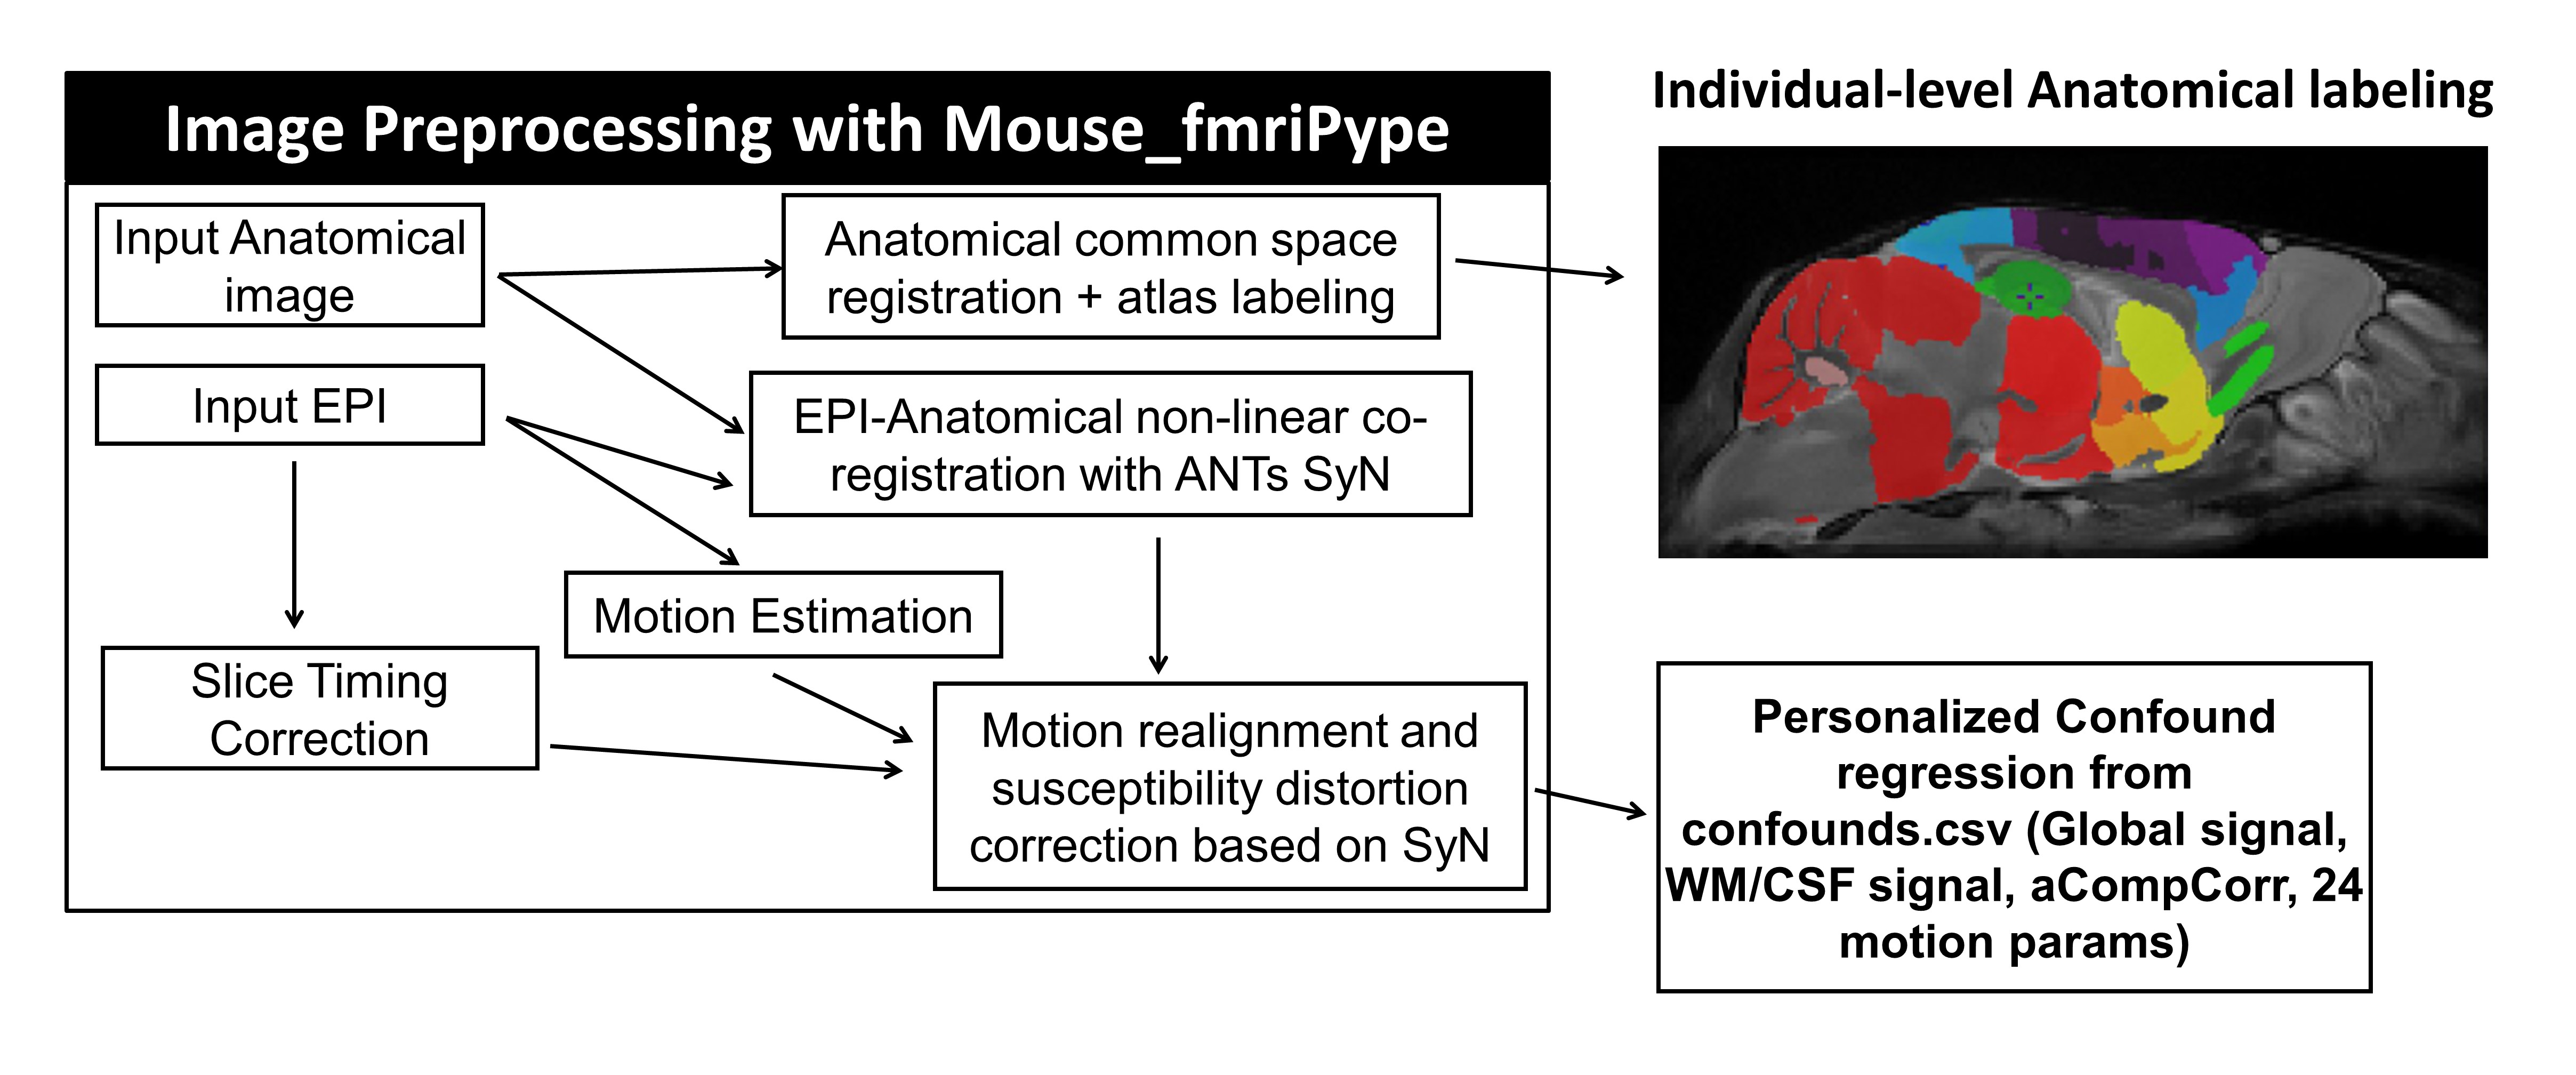 Image Preprocessing with Mouse_fmriPype
Input Anatomical
image
Anatomical common space
registration + atlas labeling
Input EPI
EPI-Anatomical non-linear co-
registration with ANTs SyN
Motion Estimation
Slice Timing
Correction
Motion realignment and
susceptibility distortion
correction based on SyN
Individual-level Anatomical labeling
Personalized Confound
regression from
confounds.csv (Global signal,
WM/CSF signal, aCompCorr, 24
motion params)